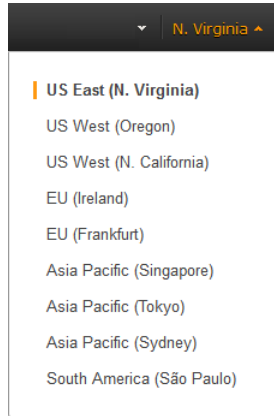 N. Virginia
US East (N. Virginia)
US West (Oregon)
US West (N. California)
EU (Ireland)
EU (Frankfurt)
Asia Pacific (Singapore)
Asia Pacific (Tokyo)
Asia Pacific (Sydney)
South America (São Paulo)